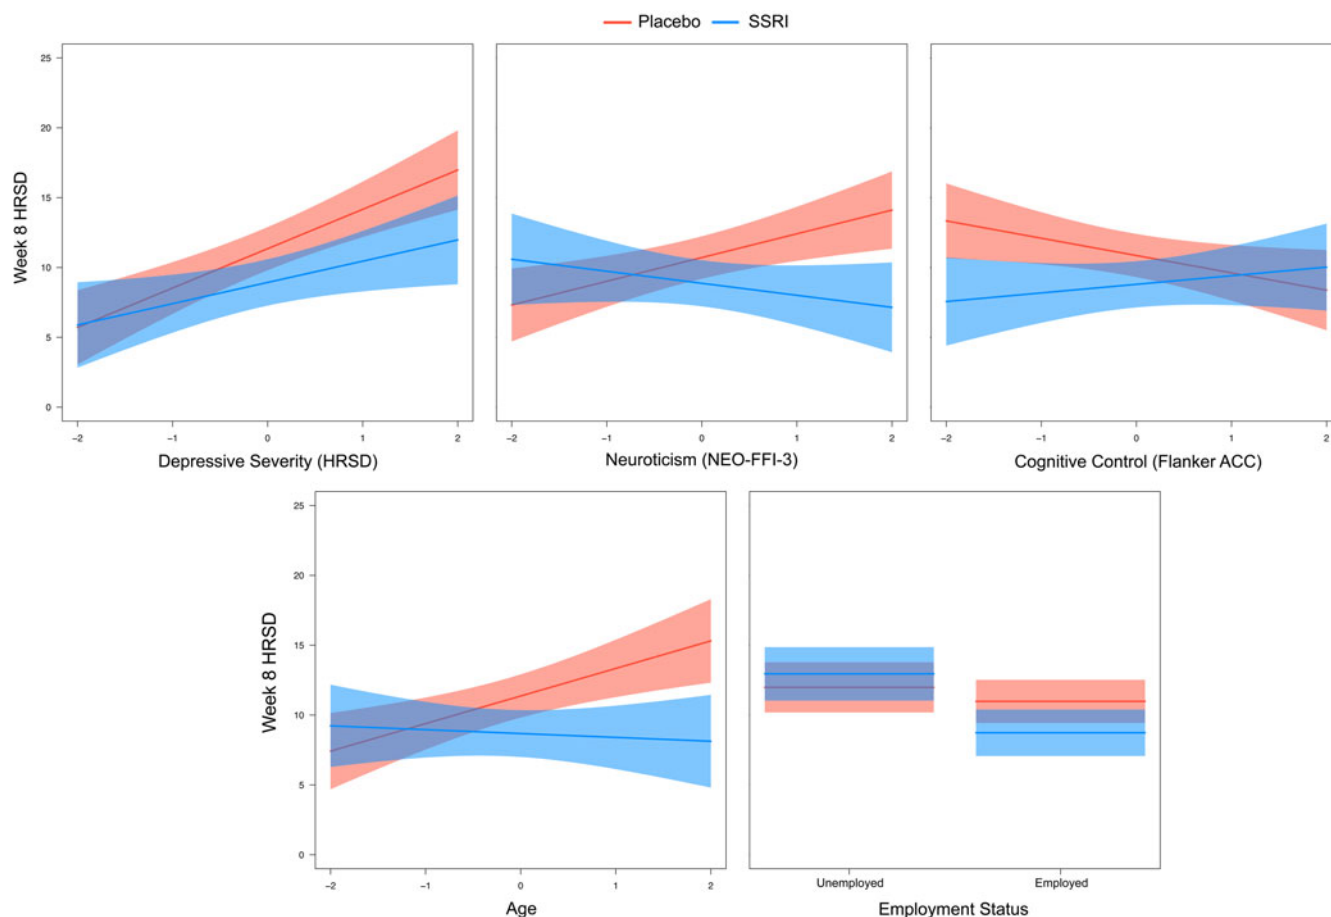 Placebo SSRI
25
20
15
10
5
0
Week 8 HRSD
−2 −1 0 1 2
Depressive Severity (HRSD)
−2 −1 0 1 2
Neuroticism (NEO-FFI-3)
−2 −1 0 1 2
Cognitive Control (Flanker ACC)
25
20
15
10
5
0
Week 8 HRSD
−2 −1 0 1 2
Age
Unemployed Employed
Employment Status